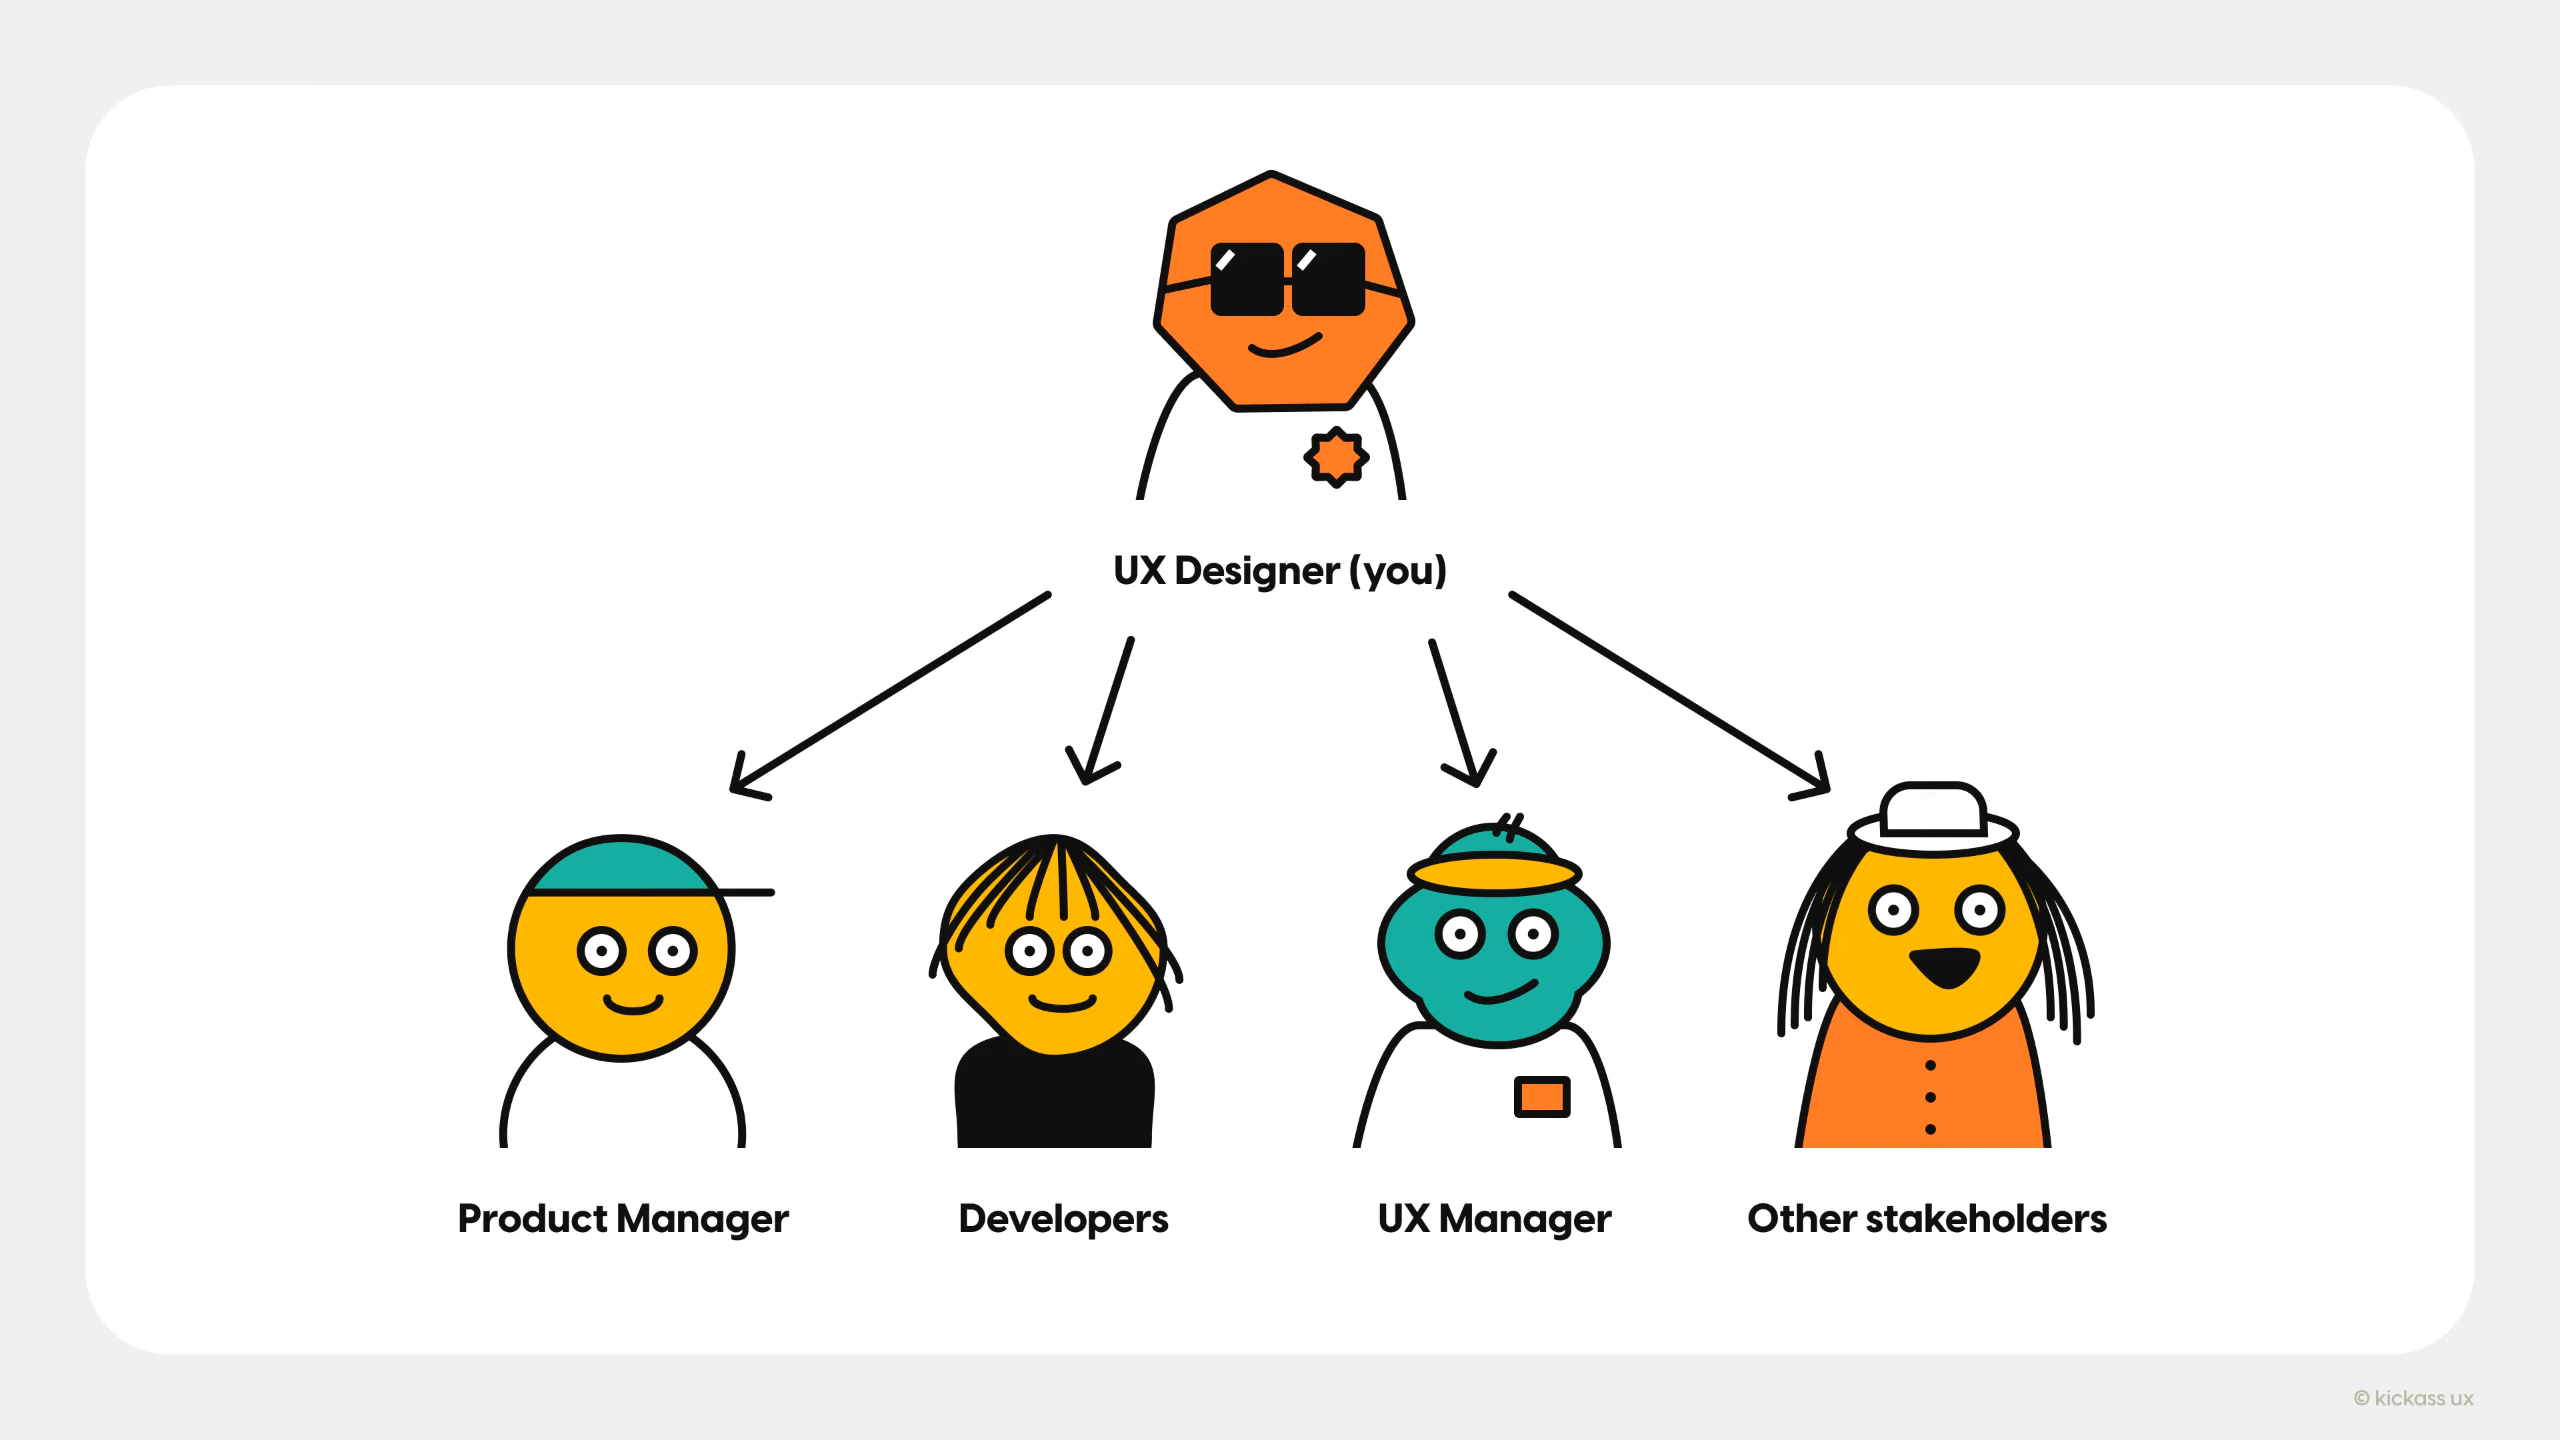 UX Designer (you)
Product Manager
Developers
UX Manager
Other stakeholders
© kickass ux